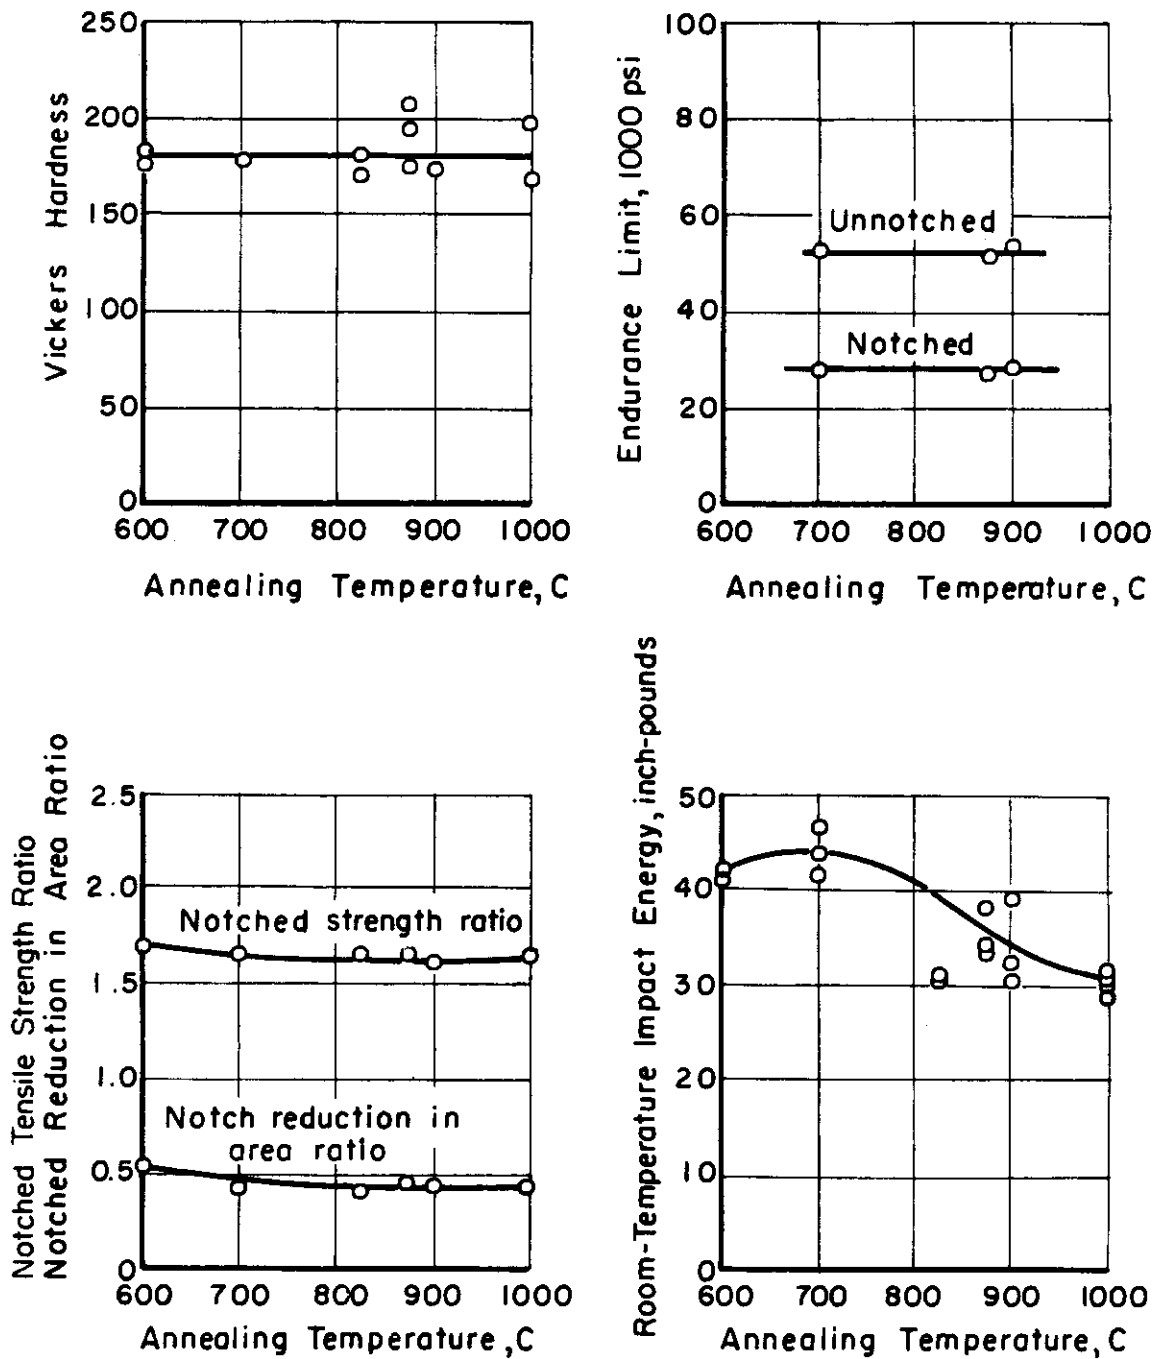 250
200
150
100
50
0
600 700 800 900 1000
Vickers Hardness
Annealing Temperature, C
100
80
60
40
20
0
600 700 800 900 1000
Endurance Limit, 1000 psi
Unnotched
Notched
Annealing Temperature, C
2.5
2.0
1.5
1.0
0.5
0
600 700 800 900 1000
Notched Tensile Strength Ratio
Notched Reduction in Area Ratio
Notched strength ratio
Notch reduction in
area ratio
Annealing Temperature, C
50
40
30
20
10
0
600 700 800 900 1000
Room-Temperature Impact Energy, inch-pounds
Annealing Temperature, C